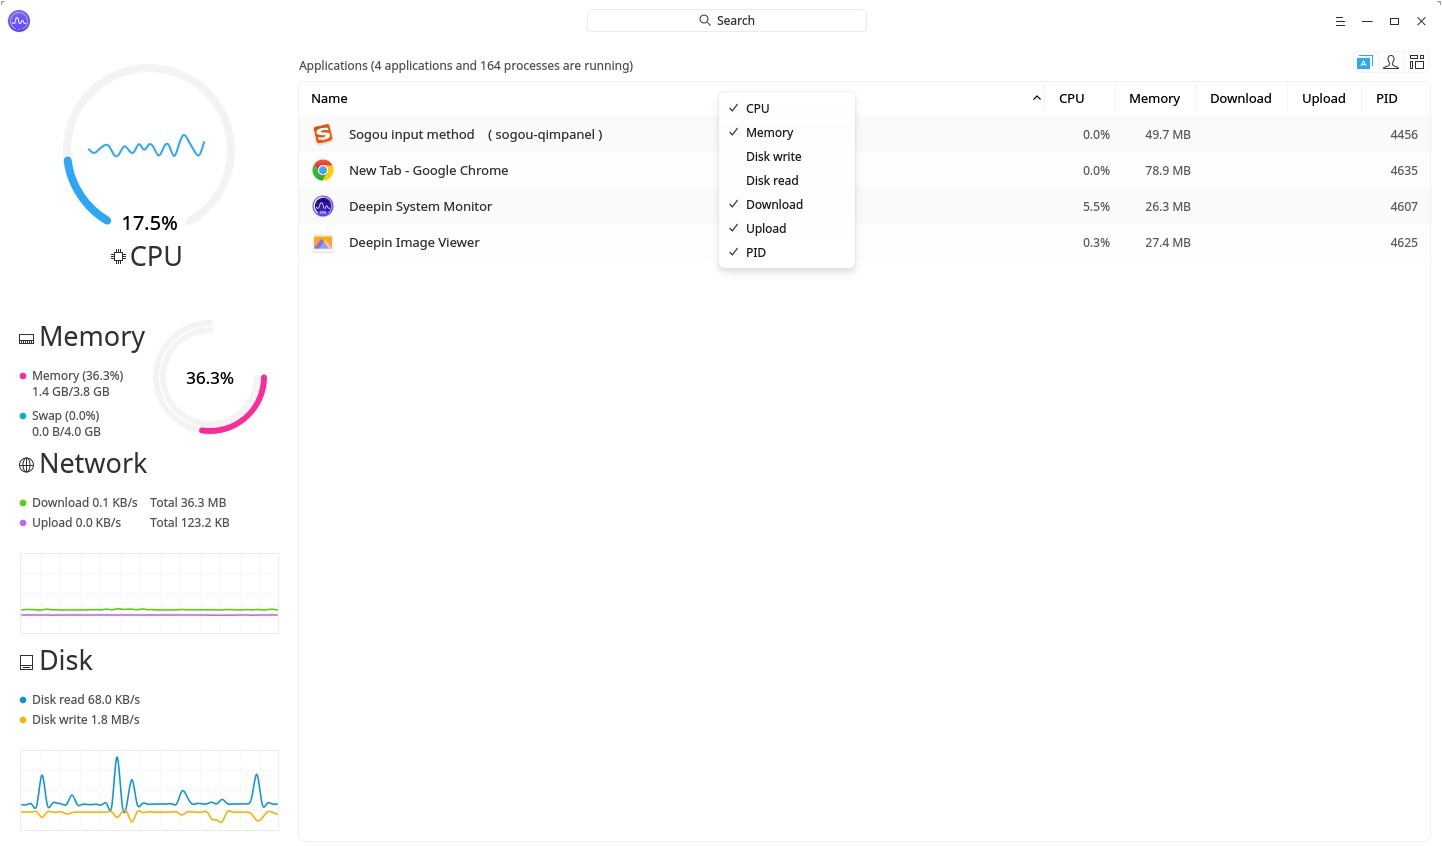 Search
Applications (4 applications and 164 processes are running)
Name CPU Memory Download Upload PID
Sogou input method ( sogou-qimpanel ) 0.0% 49.7 MB 4456
New Tab - Google Chrome 0.0% 78.9 MB 4635
Deepin System Monitor 5.5% 26.3 MB 4607
Deepin Image Viewer 0.3% 27.4 MB 4625
CPU
Memory
Disk write
Disk read
Download
Upload
PID
17.5%
CPU
Memory
Memory (36.3%)
1.4 GB/3.8 GB
Swap (0.0%)
0.0 B/4.0 GB
36.3%
Network
Download 0.1 KB/s Total 36.3 MB
Upload 0.0 KB/s Total 123.2 KB
Disk
Disk read 68.0 KB/s
Disk write 1.8 MB/s